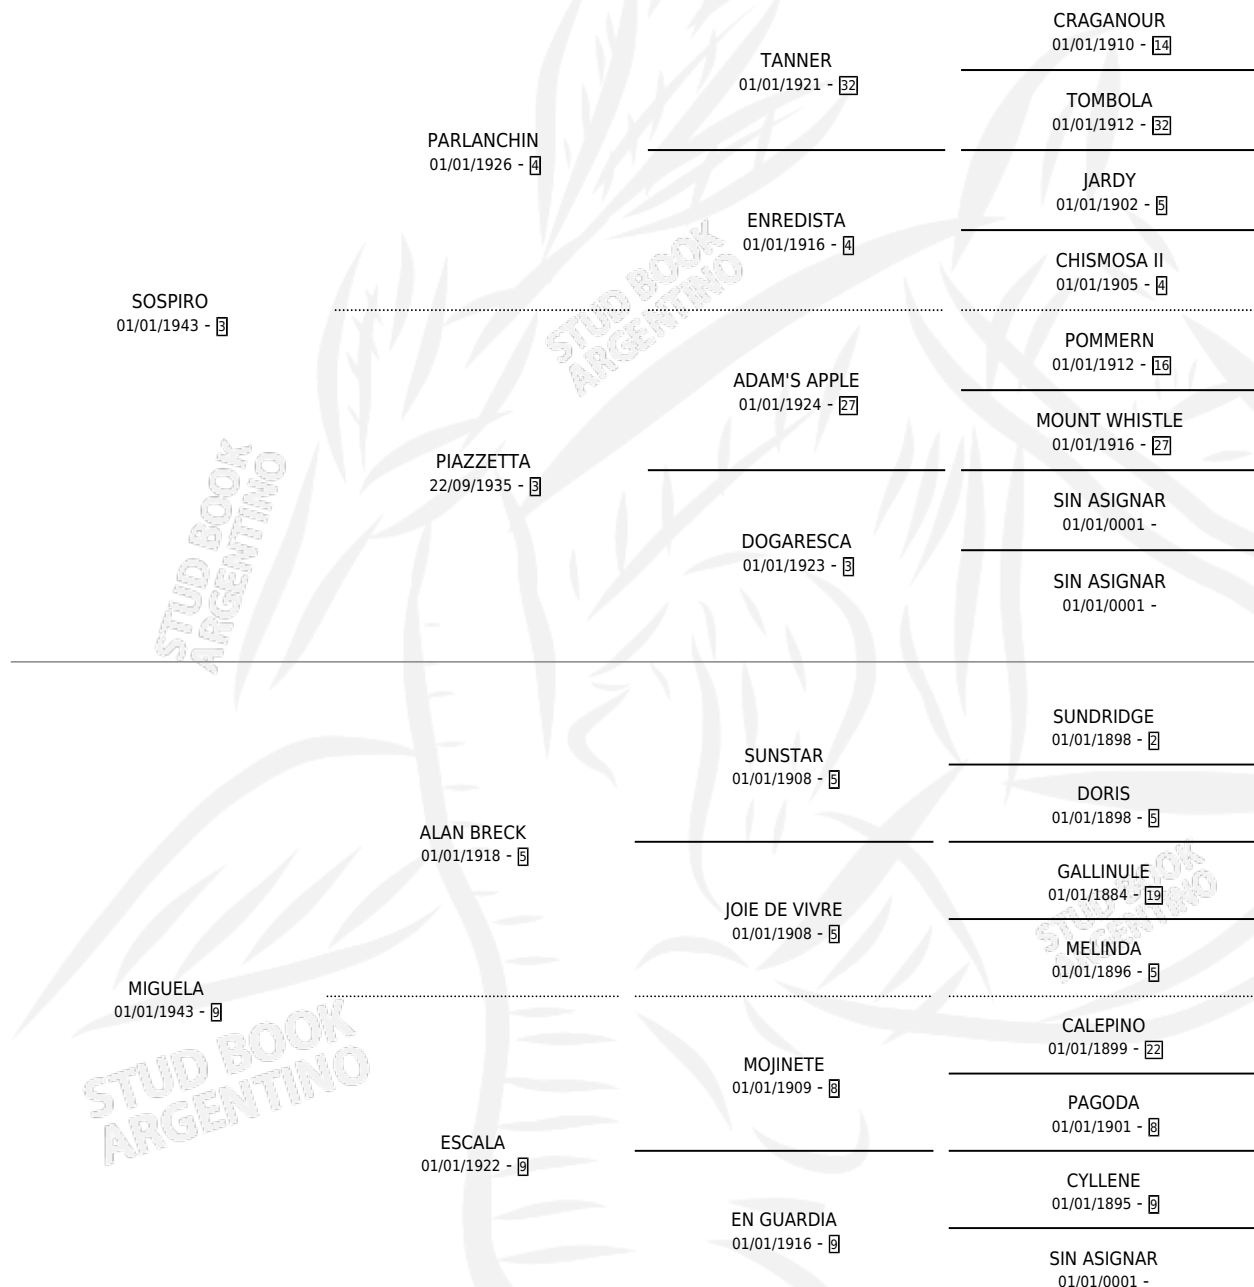 CRAGANOUR
01/01/1910 - 14
TANNER
01/01/1921 - 32
TOMBOLA
01/01/1912 - 32
PARLANCHIN
01/01/1926 - 4
JARDY
01/01/1902 - 5
ENREDISTA
01/01/1916 - 4
CHISMOSA II
01/01/1905 - 4
SOSPIRO
01/01/1943 - 3
POMMERN
01/01/1912 - 16
ADAM'S APPLE
01/01/1924 - 27
MOUNT WHISTLE
01/01/1916 - 27
PIAZZETTA
22/09/1935 - 3
SIN ASIGNAR
01/01/0001 -
DOGARESCA
01/01/1923 - 3
SIN ASIGNAR
01/01/0001 -
STUD BOOK
ARGENTINO
STUD BOOK
ARGENTINO
SUNDRIDGE
01/01/1898 - 2
SUNSTAR
01/01/1908 - 5
DORIS
01/01/1898 - 5
ALAN BRECK
01/01/1918 - 5
GALLINULE
01/01/1884 - 19
JOIE DE VIVRE
01/01/1908 - 5
MELINDA
01/01/1896 - 5
STUD BOOK
ARGENTINO
MIGUELA
01/01/1943 - 9
CALEPINO
01/01/1899 - 22
MOJINETE
01/01/1909 - 8
PAGODA
01/01/1901 - 8
STUD BOOK
ARGENTINO
ESCALA
01/01/1922 - 9
CYLLENE
01/01/1895 - 9
EN GUARDIA
01/01/1916 - 9
SIN ASIGNAR
01/01/0001 -